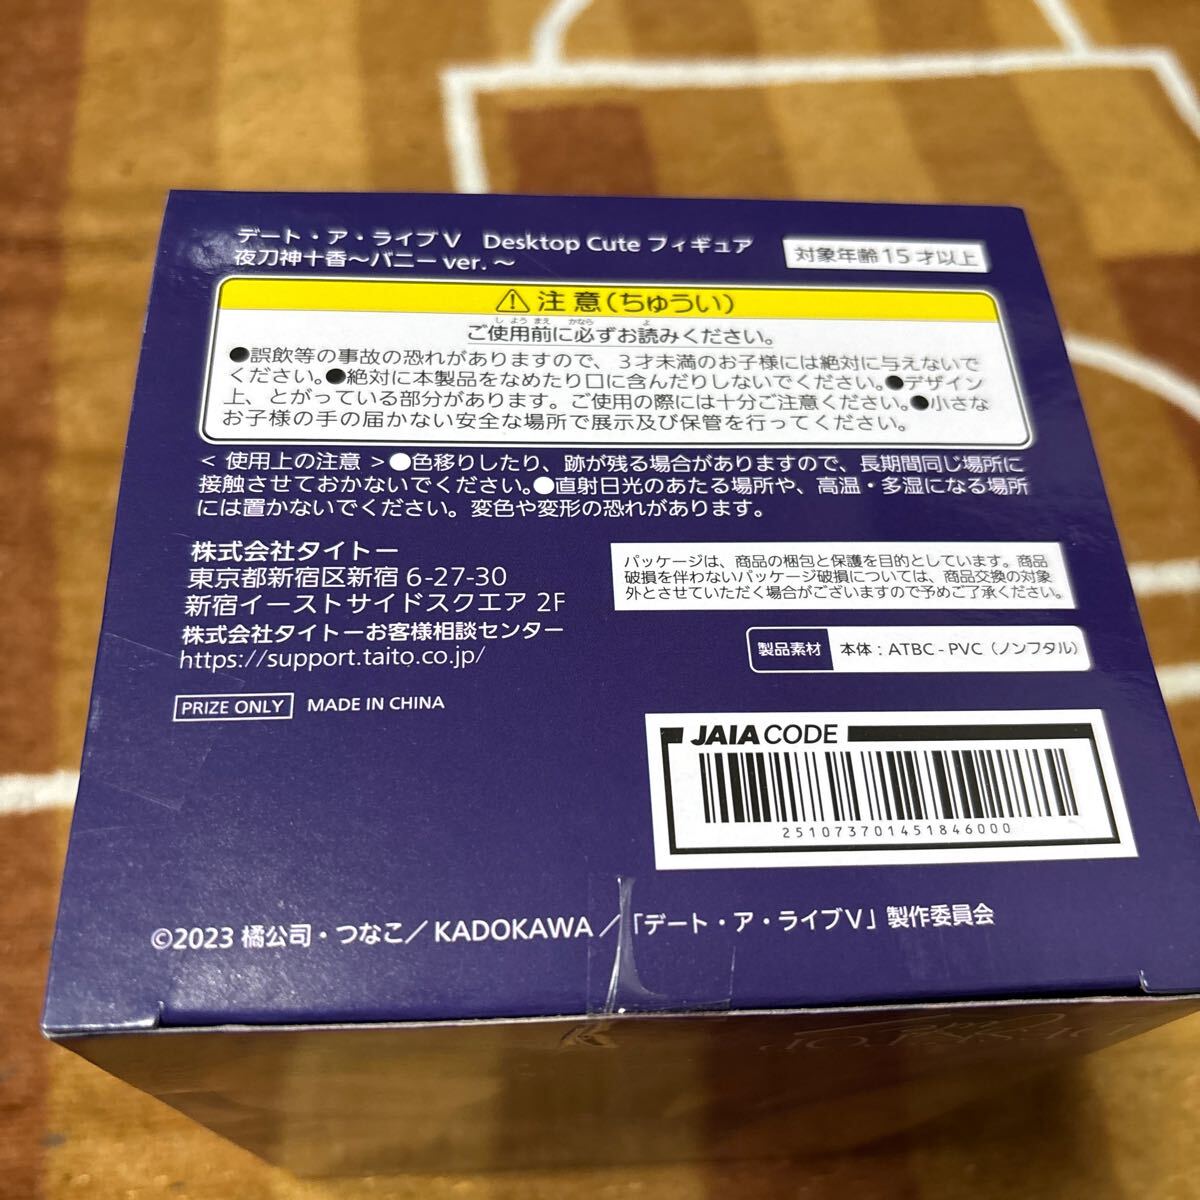 デート・ア・ライブⅤ Desktop Cute フィギュア
夜刀神十香～バニーver.～
対象年齢15才以上
⚠注意(ちゅうい)
ご使用前に必ずお読みください。
●誤飲等の事故の恐れがありますので、3才未満のお子様には絶対に与えないで
ください。●絶対に本製品をなめたり口に含んだりしないでください。●デザイン
上、とがっている部分があります。ご使用の際には十分ご注意ください。●小さな
お子様の手の届かない安全な場所で展示及び保管を行ってください。
<使用上の注意>●色移りしたり、跡が残る場合がありますので、長期間同じ場所に
接触させておかないでください。●直射日光のあたる場所や、高温・多湿になる場所
には置かないでください。変色や変形の恐れがあります。
株式会社タイトー
東京都新宿区新宿 6-27-30
新宿イーストサイドスクエア 2F
株式会社タイトーお客様相談センター
https://support.taito.co.jp/
PRIZE ONLY MADE IN CHINA
パッケージは、商品の梱包と保護を目的としています。商品
破損を伴わないパッケージ破損については、商品交換の対象
外とさせていただく場合がございますので予めご了承ください。
製品素材 本体：ATBC-PVC（ノンフタル）
JAIA CODE
251073701451846000
©2023 橘公司・つなこ／KADOKAWA／「デート・ア・ライブⅤ」製作委員会